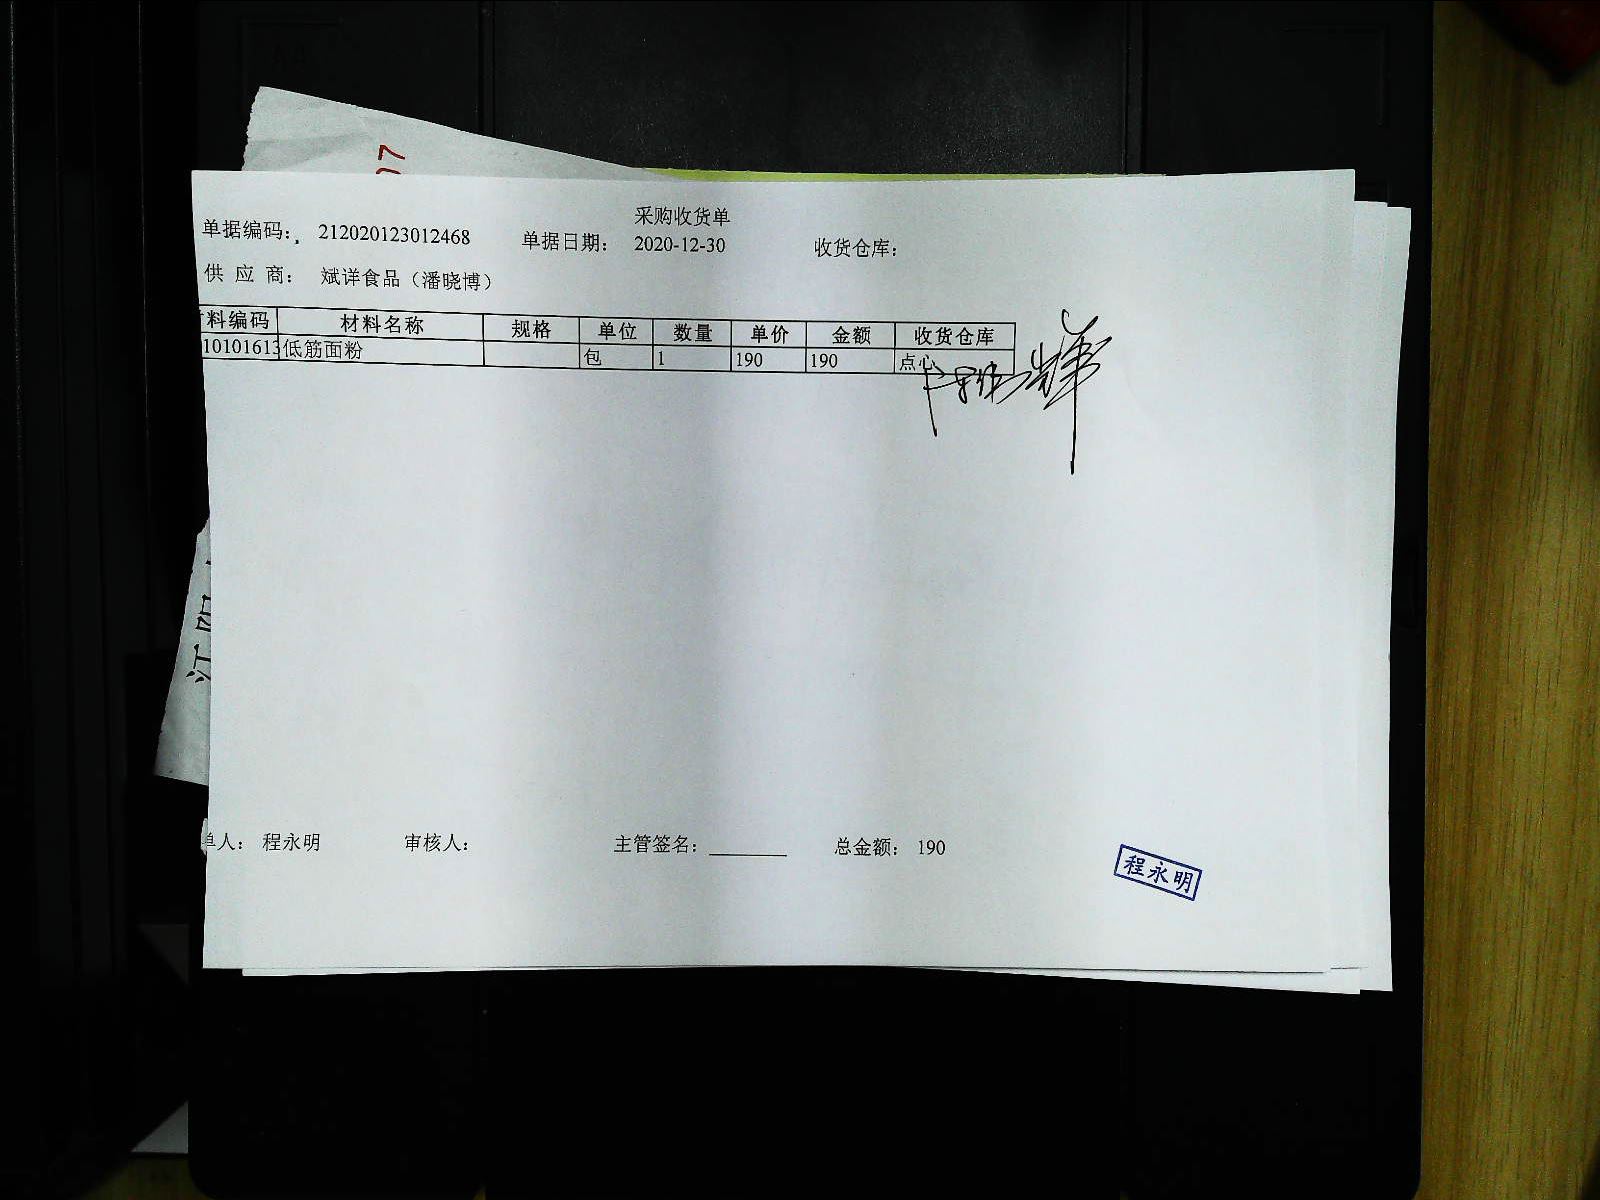 07
采购收货单
单据编码: 212020123012468 单据日期: 2020-12-30 收货仓库:
供应商: 斌详食品（潘晓博）
料编码 材料名称 规格 单位 数量 单价 金额 收货仓库
10101613 低筋面粉 包 1 190 190 点心
单人: 程永明 审核人: 主管签名: 总金额: 190
程永明